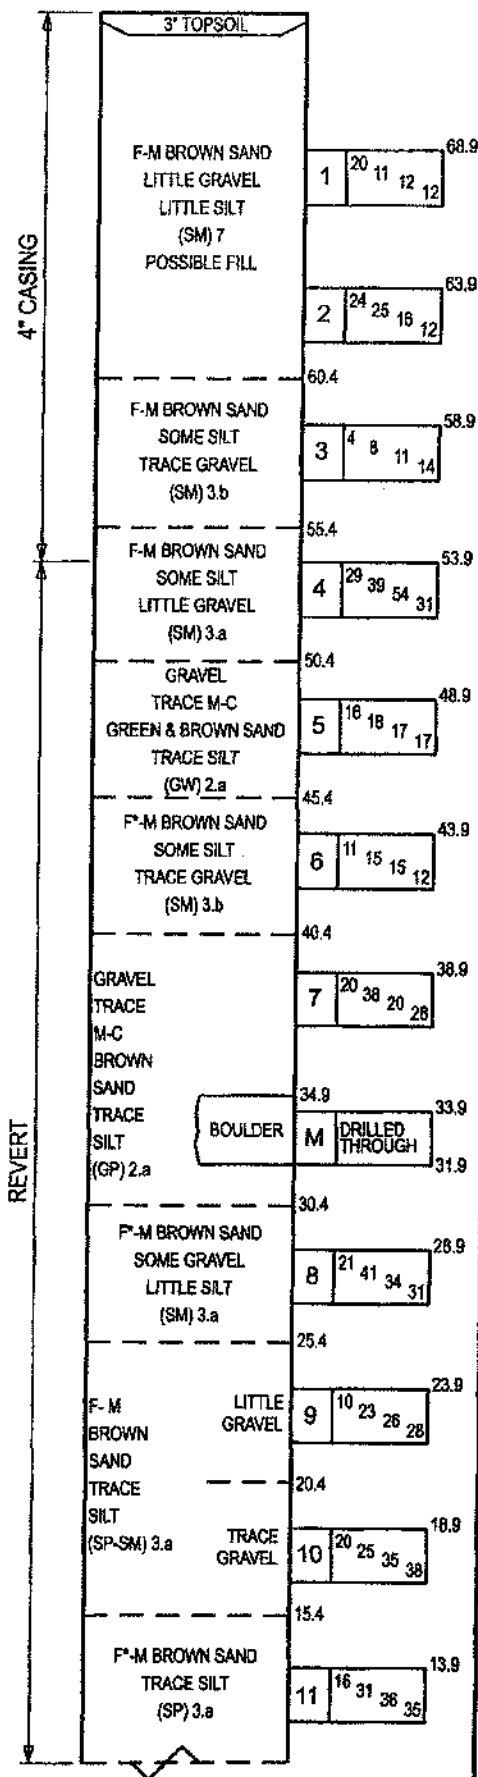 3" TOPSOIL
4" CASING
F-M BROWN SAND
LITTLE GRAVEL
LITTLE SILT
(SM) 7
POSSIBLE FILL
68.9
1 20 11 12 12
63.9
2 24 25 16 12
60.4
F-M BROWN SAND
SOME SILT
TRACE GRAVEL
(SM) 3.b
58.9
3 4 8 11 14
55.4
F-M BROWN SAND
SOME SILT
LITTLE GRAVEL
(SM) 3.a
53.9
4 29 39 54 31
REVERT
50.4
GRAVEL
TRACE M-C
GREEN & BROWN SAND
TRACE SILT
(GW) 2.a
48.9
5 16 18 17 17
45.4
F*-M BROWN SAND
SOME SILT
TRACE GRAVEL
(SM) 3.b
43.9
6 11 15 15 12
40.4
GRAVEL
TRACE
M-C
BROWN
SAND
TRACE
SILT
(GP) 2.a
38.9
7 20 38 20 28
34.9
BOULDER
33.9
M DRILLED
THROUGH
31.9
30.4
F*-M BROWN SAND
SOME GRAVEL
LITTLE SILT
(SM) 3.a
28.9
8 21 41 34 31
25.4
F- M
BROWN
SAND
TRACE
SILT
(SP-SM) 3.a
LITTLE
GRAVEL
23.9
9 10 23 26 28
20.4
TRACE
GRAVEL
18.9
10 20 25 35 38
15.4
F*-M BROWN SAND
TRACE SILT
(SP) 3.a
13.9
11 16 31 36 35